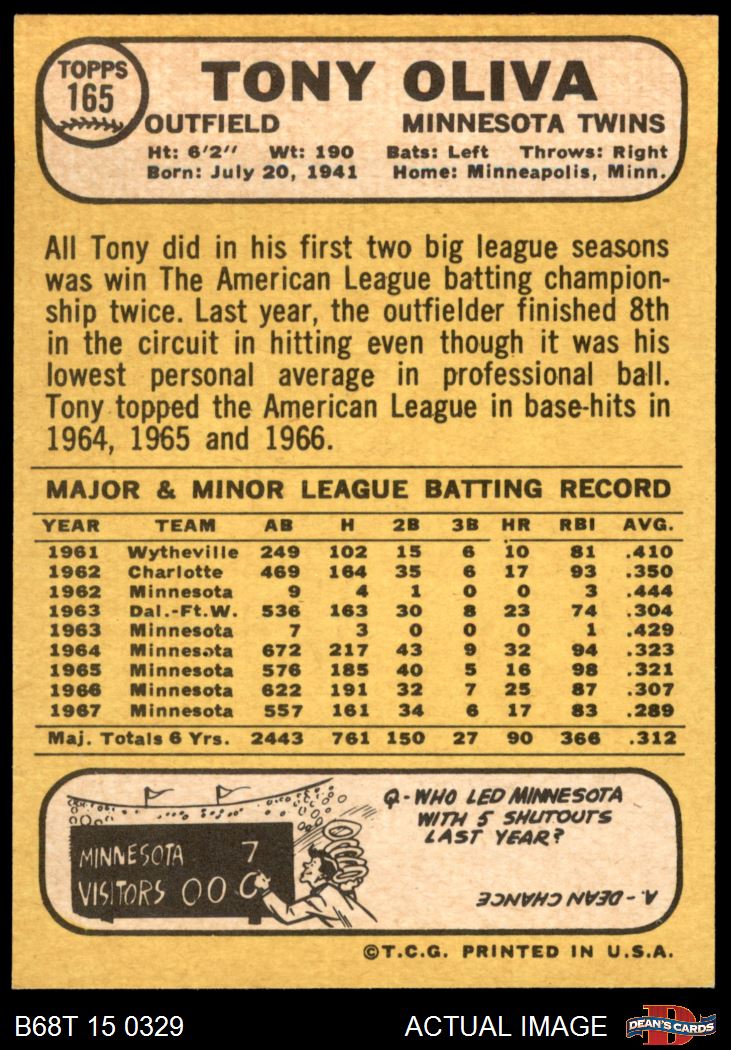 TOPPS
165
TONY OLIVA
OUTFIELD MINNESOTA TWINS
Ht: 6'2" Wt: 190 Bats: Left Throws: Right
Born: July 20, 1941 Home: Minneapolis, Minn.
All Tony did in his first two big league seasons
was win The American League batting champion-
ship twice. Last year, the outfielder finished 8th
in the circuit in hitting even though it was his
lowest personal average in professional ball.
Tony topped the American League in base-hits in
1964, 1965 and 1966.
MAJOR & MINOR LEAGUE BATTING RECORD
YEAR TEAM AB H 2B 3B HR RBI AVG.
1961 Wytheville 249 102 15 6 10 81 .410
1962 Charlotte 469 164 35 6 17 93 .350
1962 Minnesota 9 4 1 0 0 3 .444
1963 Dal.-Ft.W. 536 163 30 8 23 74 .304
1963 Minnesota 7 3 0 0 0 1 .429
1964 Minnesota 672 217 43 9 32 94 .323
1965 Minnesota 576 185 40 5 16 98 .321
1966 Minnesota 622 191 32 7 25 87 .307
1967 Minnesota 557 161 34 6 17 83 .289
Maj. Totals 6 Yrs. 2443 761 150 27 90 366 .312
MINNESOTA 7
VISITORS 000
Q-WHO LED MINNESOTA
WITH 5 SHUTOUTS
LAST YEAR?
A-DEAN CHANCE
©T.C.G. PRINTED IN U.S.A.
B68T 15 0329 ACTUAL IMAGE
D
DEAN'S CARDS